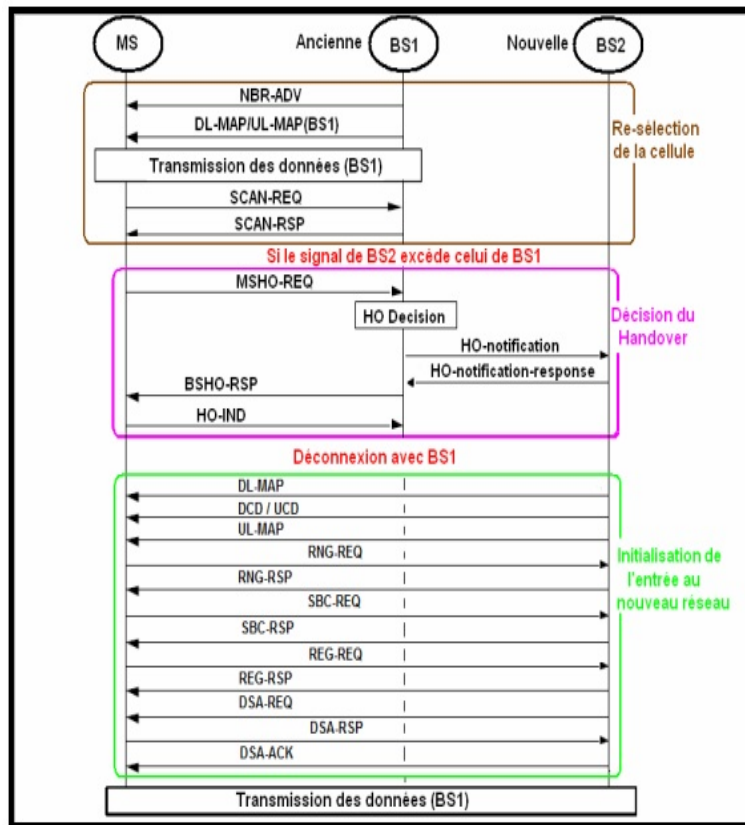 MS Ancienne BS1 Nouvelle BS2
NBR-ADV
DL-MAP/UL-MAP(BS1)
Re-sélection
de la cellule
Transmission des données (BS1)
SCAN-REQ
SCAN-RSP
Si le signal de BS2 excède celui de BS1
MSHO-REQ
HO Decision
Décision du
Handover
HO-notification
HO-notification-response
BSHO-RSP
HO-IND
Déconnexion avec BS1
DL-MAP
DCD / UCD
UL-MAP
RNG-REQ
Initialisation de
l'entrée au
nouveau réseau
RNG-RSP
SBC-REQ
SBC-RSP
REG-REQ
REG-RSP
DSA-REQ
DSA-RSP
DSA-ACK
Transmission des données (BS1)